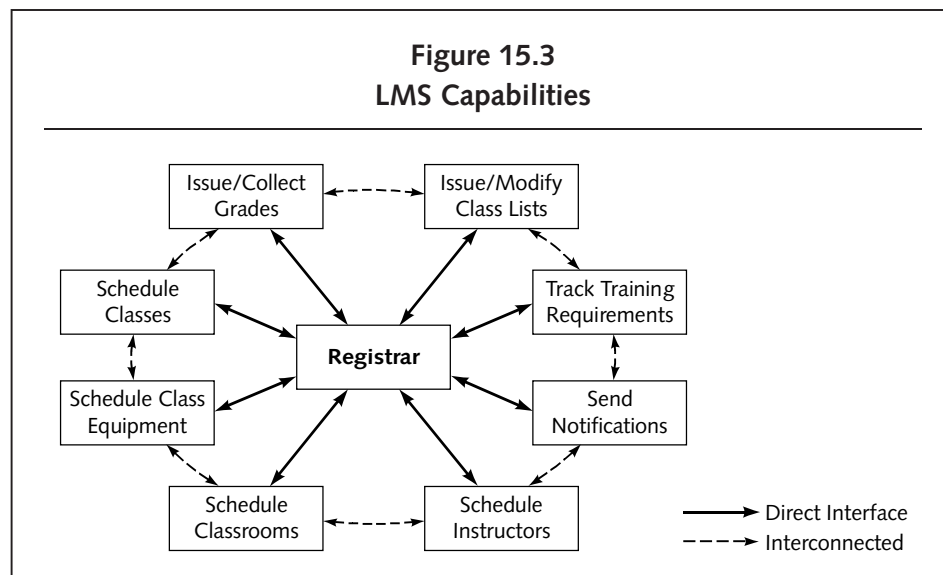 Figure 15.3
LMS Capabilities
Issue/Collect
Grades
Issue/Modify
Class Lists
Schedule
Classes
Track Training
Requirements
Registrar
Schedule Class
Equipment
Send
Notifications
Schedule
Classrooms
Schedule
Instructors
Direct Interface
Interconnected